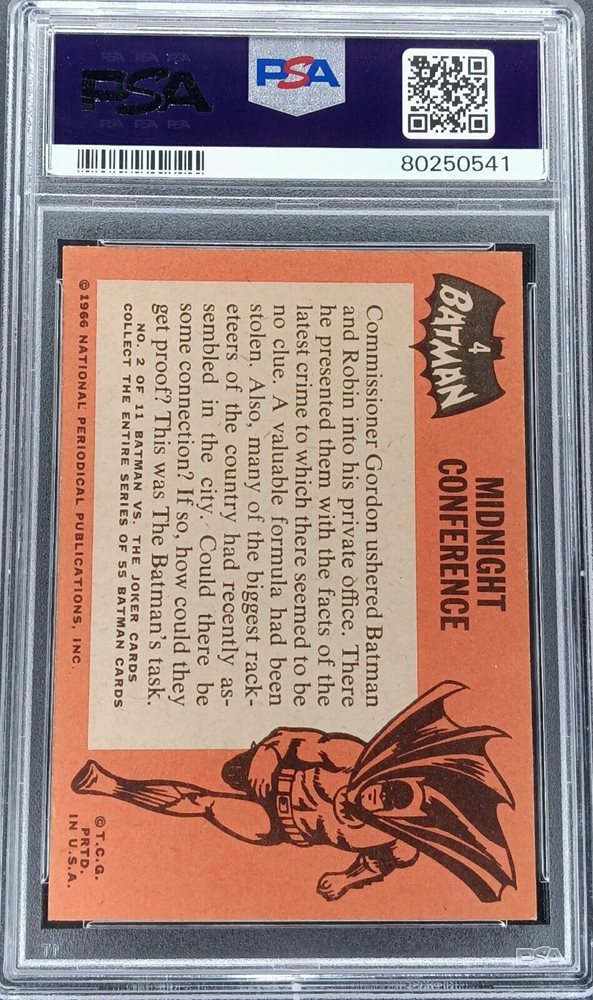 PSA
PSA
80250541
4
BATMAN
MIDNIGHT
CONFERENCE
Commissioner Gordon ushered Batman
and Robin into his private office. There
he presented them with the facts of the
latest crime to which there seemed to be
no clue. A valuable formula had been
stolen. Also, many of the biggest rack-
eteers of the country had recently as-
sembled in the city. Could there be
some connection? If so, how could they
get proof? This was The Batman's task.
NO. 2 OF 11 BATMAN VS. THE JOKER CARDS
COLLECT THE ENTIRE SERIES OF 55 BATMAN CARDS
© 1966 NATIONAL PERIODICAL PUBLICATIONS, INC.
© T.C.G.
PRT'D.
IN U.S.A.
T1
PSA